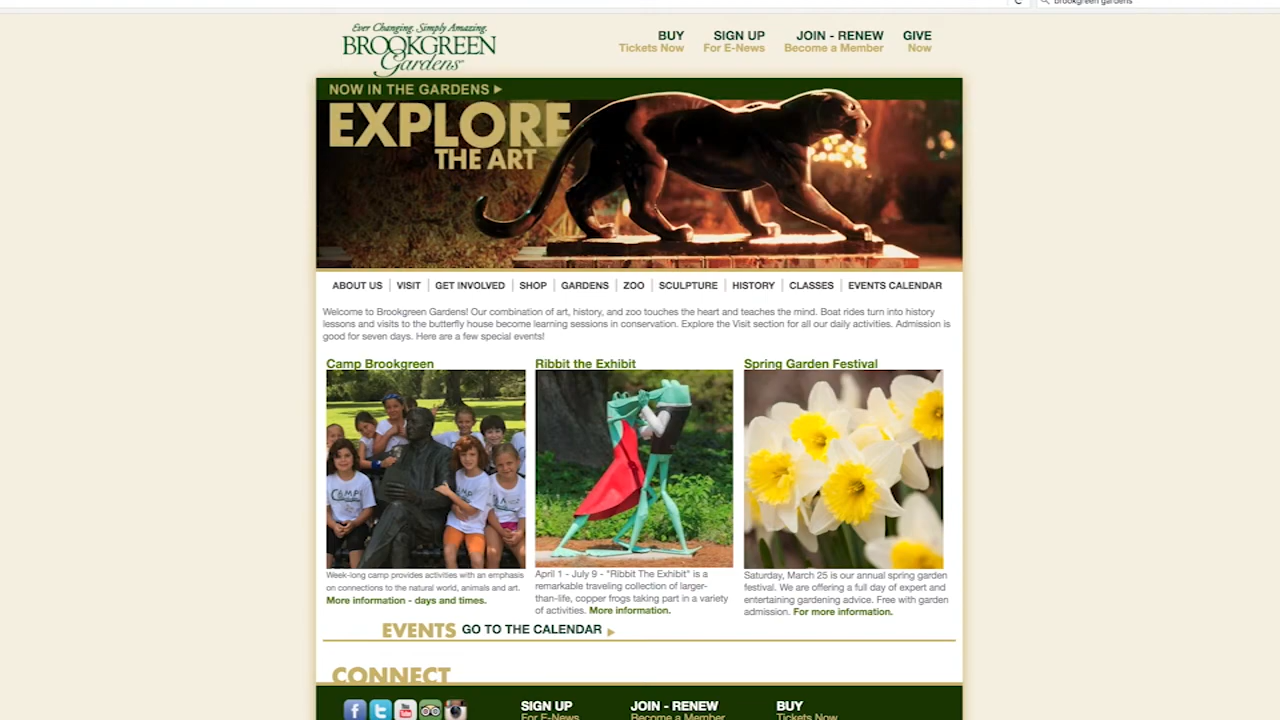 brookgreen gardens
Ever Changing. Simply Amazing.
BROOKGREEN
Gardens
BUY
Tickets Now
SIGN UP
For E-News
JOIN - RENEW
Become a Member
GIVE
Now
NOW IN THE GARDENS
EXPLORE
THE ART
ABOUT US | VISIT | GET INVOLVED | SHOP | GARDENS | ZOO | SCULPTURE | HISTORY | CLASSES | EVENTS CALENDAR
Welcome to Brookgreen Gardens! Our combination of art, history, and zoo touches the heart and teaches the mind. Boat rides turn into history
lessons and visits to the butterfly house become learning sessions in conservation. Explore the Visit section for all our daily activities. Admission is
good for seven days. Here are a few special events!
Camp Brookgreen
Week-long camp provides activities with an emphasis
on connections to the natural world, animals and art.
More information - days and times.
Ribbit the Exhibit
April 1 - July 9 - "Ribbit The Exhibit" is a
remarkable traveling collection of larger-
than-life, copper frogs taking part in a variety
of activities. More information.
Spring Garden Festival
Saturday, March 25 is our annual spring garden
festival. We are offering a full day of expert and
entertaining gardening advice. Free with garden
admission. For more information.
EVENTS GO TO THE CALENDAR
CONNECT
SIGN UP
For E-News
JOIN - RENEW
Become a Member
BUY
Tickets Now